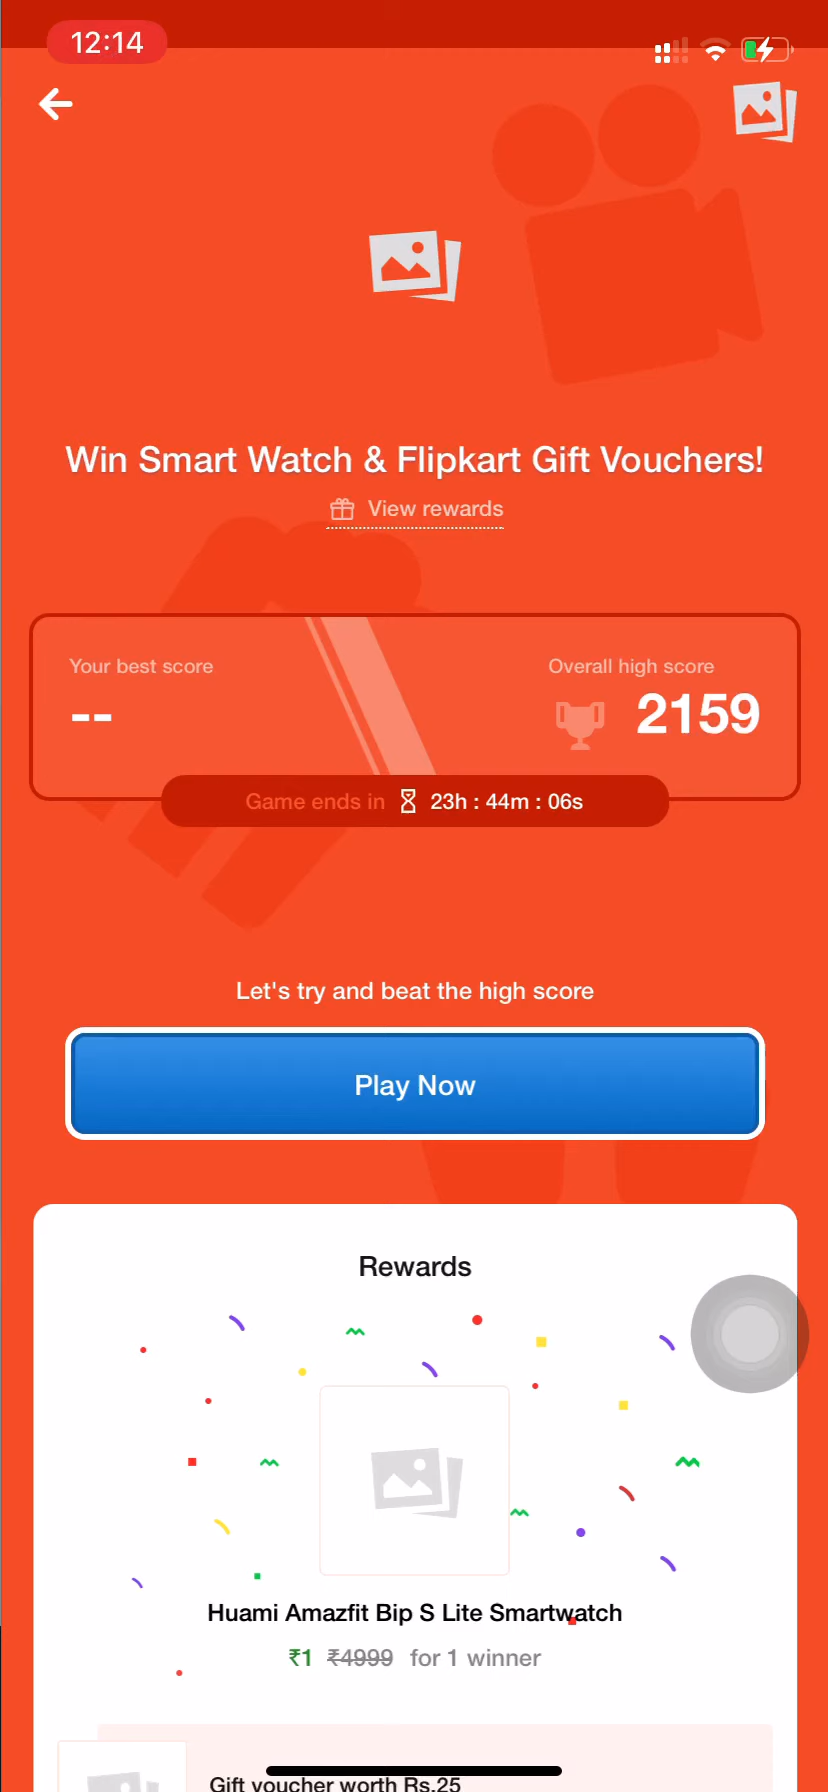 12:14
Win Smart Watch & Flipkart Gift Vouchers!
View rewards
Your best score
--
Overall high score
2159
Game ends in 23h : 44m : 06s
Let's try and beat the high score
Play Now
Rewards
Huami Amazfit Bip S Lite Smartwatch
₹1 ₹4999 for 1 winner
Gift voucher worth Rs.25